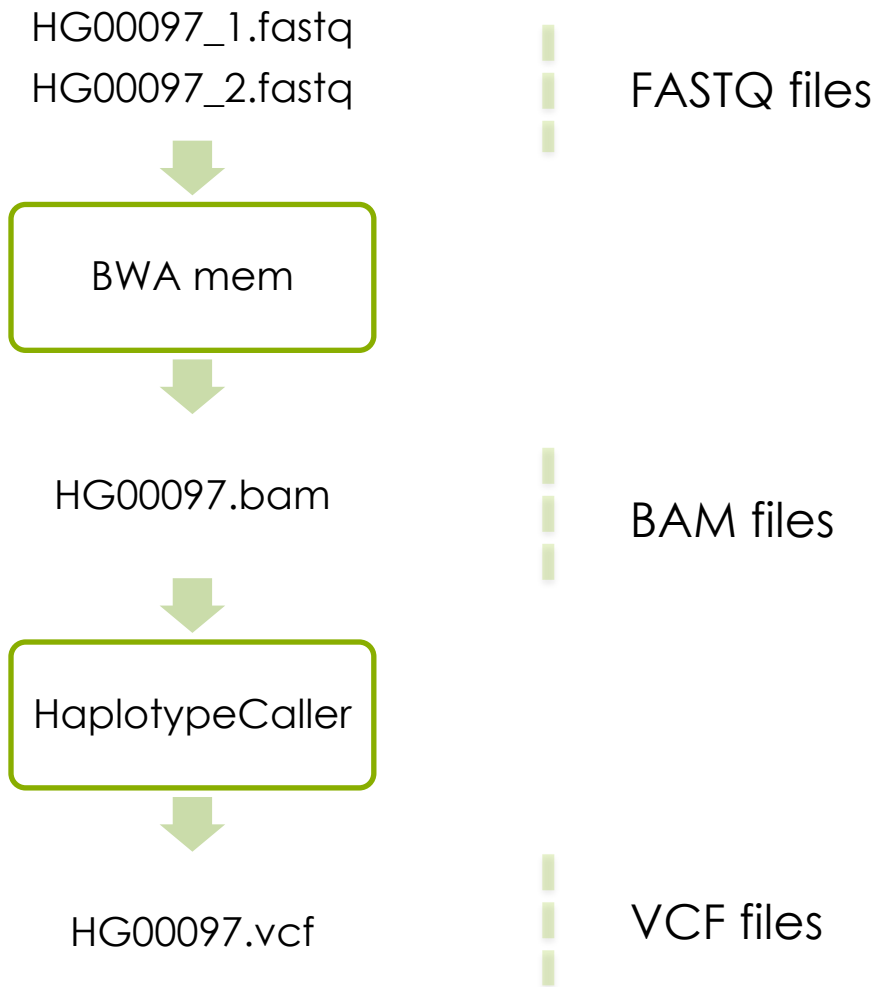 HG00097_1.fastq
HG00097_2.fastq
FASTQ files
BWA mem
HG00097.bam
BAM files
HaplotypeCaller
HG00097.vcf
VCF files